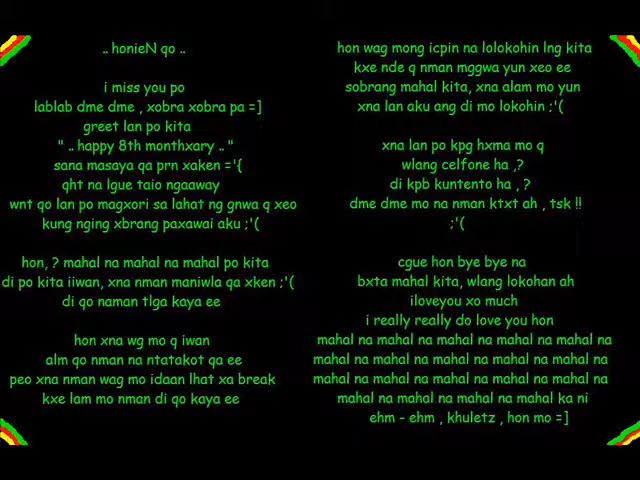 .. honieN qo ..
i miss you po
lablab dme dme , xobra xobra pa =]
greet lan po kita
" .. happy 8th monthxary .. "
sana masaya qa prn xaken ='{
qht na lgue taio ngaaway
wnt qo lan po magxori sa lahat ng gnwa q xeo
kung nging xbrang paxawai aku ;'(
hon, ? mahal na mahal na mahal po kita
di po kita iiwan, xna nman maniwla qa xken ;'(
di qo naman tlga kaya ee
hon xna wg mo q iwan
alm qo nman na ntatakot qa ee
peo xna nman wag mo idaan lhat xa break
kxe lam mo nman di qo kaya ee
hon wag mong icpin na lolokohin lng kita
kxe nde q nman mggwa yun xeo ee
sobrang mahal kita, xna alam mo yun
xna lan aku ang di mo lokohin ;'(
xna lan po kpg hxma mo q
wlang celfone ha ,?
di kpb kuntento ha , ?
dme dme mo na nman ktxt ah , tsk !!
;'(
cgue hon bye bye na
bxta mahal kita, wlang lokohan ah
iloveyou xo much
i really really do love you hon
mahal na mahal na mahal na mahal na mahal na
mahal na mahal na mahal na mahal na mahal na
mahal na mahal na mahal na mahal na mahal na
mahal na mahal na mahal na mahal ka ni
ehm - ehm , khuletz , hon mo =]